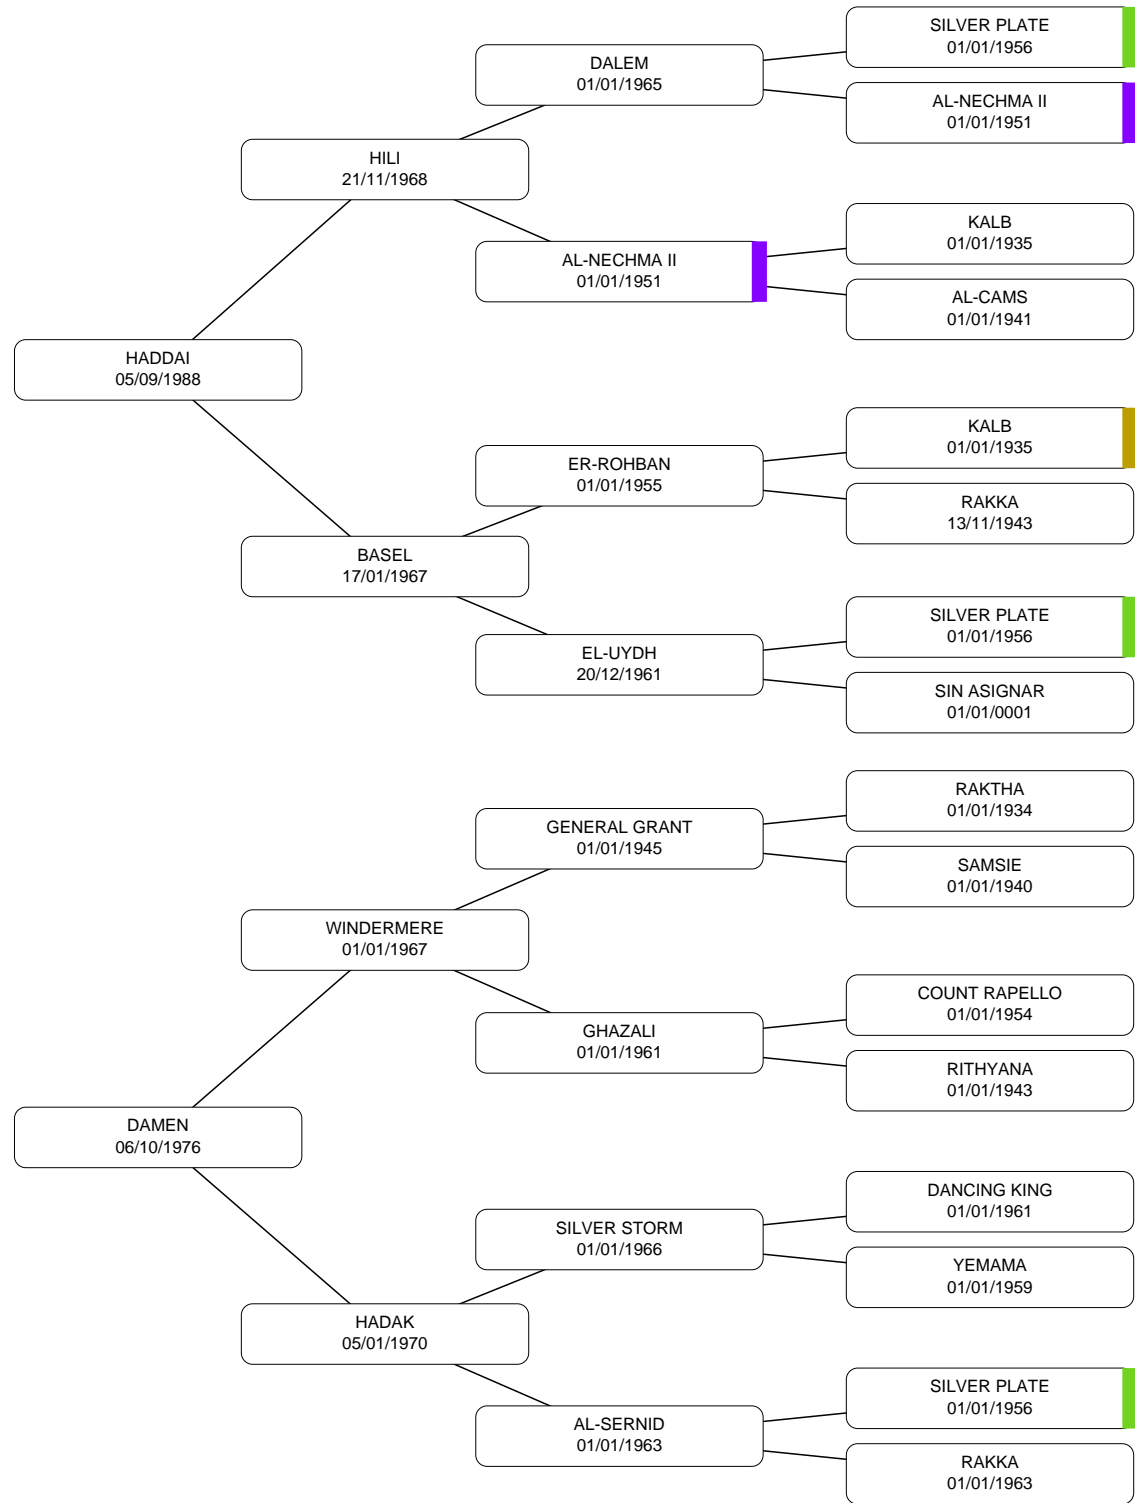 SILVER PLATE
01/01/1956
DALEM
01/01/1965
AL-NECHMA II
01/01/1951
HILI
21/11/1968
KALB
01/01/1935
AL-NECHMA II
01/01/1951
AL-CAMS
01/01/1941
HADDAI
05/09/1988
KALB
01/01/1935
ER-ROHBAN
01/01/1955
RAKKA
13/11/1943
BASEL
17/01/1967
SILVER PLATE
01/01/1956
EL-UYDH
20/12/1961
SIN ASIGNAR
01/01/0001
RAKTHA
01/01/1934
GENERAL GRANT
01/01/1945
SAMSIE
01/01/1940
WINDERMERE
01/01/1967
COUNT RAPELLO
01/01/1954
GHAZALI
01/01/1961
RITHYANA
01/01/1943
DAMEN
06/10/1976
DANCING KING
01/01/1961
SILVER STORM
01/01/1966
YEMAMA
01/01/1959
HADAK
05/01/1970
SILVER PLATE
01/01/1956
AL-SERNID
01/01/1963
RAKKA
01/01/1963